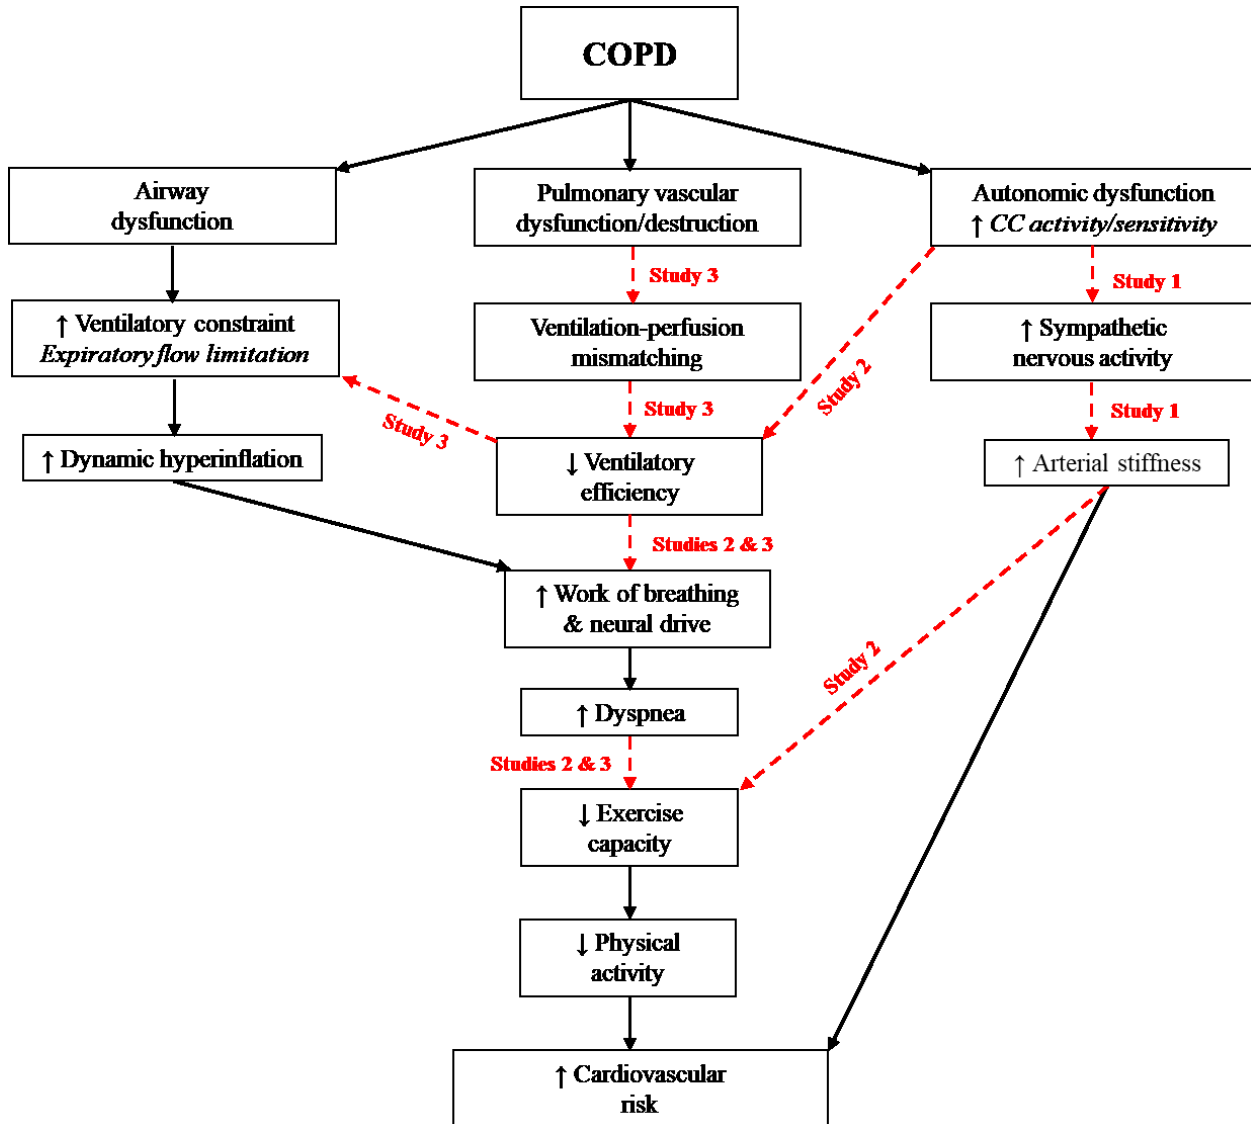 COPD
Airway
dysfunction
Pulmonary vascular
dysfunction/destruction
Autonomic dysfunction
↑ CC activity/sensitivity
Study 3
Study 1
↑ Ventilatory constraint
Expiratory flow limitation
Ventilation-perfusion
mismatching
↑ Sympathetic
nervous activity
Study 2
Study 3
Study 3
Study 1
↑ Dynamic hyperinflation
↓ Ventilatory
efficiency
↑ Arterial stiffness
Studies 2 & 3
↑ Work of breathing
& neural drive
Study 2
↑ Dyspnea
Studies 2 & 3
↓ Exercise
capacity
↓ Physical
activity
↑ Cardiovascular
risk